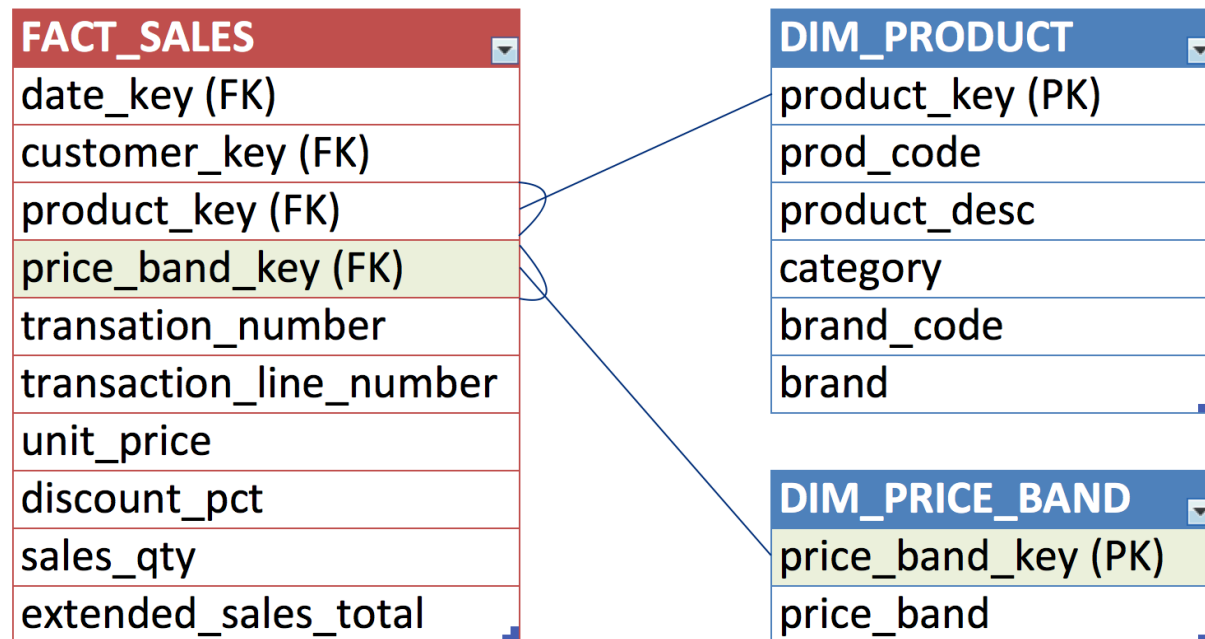 FACT_SALES
date_key (FK)
customer_key (FK)
product_key (FK)
price_band_key (FK)
transation_number
transaction_line_number
unit_price
discount_pct
sales_qty
extended_sales_total
DIM_PRODUCT
product_key (PK)
prod_code
product_desc
category
brand_code
brand
DIM_PRICE_BAND
price_band_key (PK)
price_band